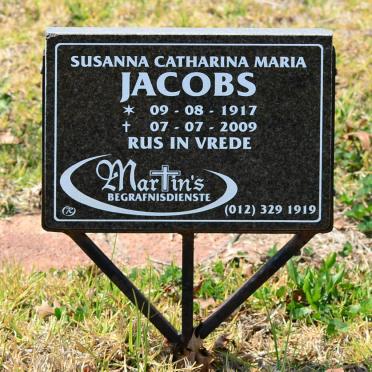 SUSANNA CATHARINA MARIA
JACOBS
* 09 - 08 - 1917
† 07 - 07 - 2009
RUS IN VREDE
Martin's
BEGRAFNISDIENSTE
(012) 329 1919